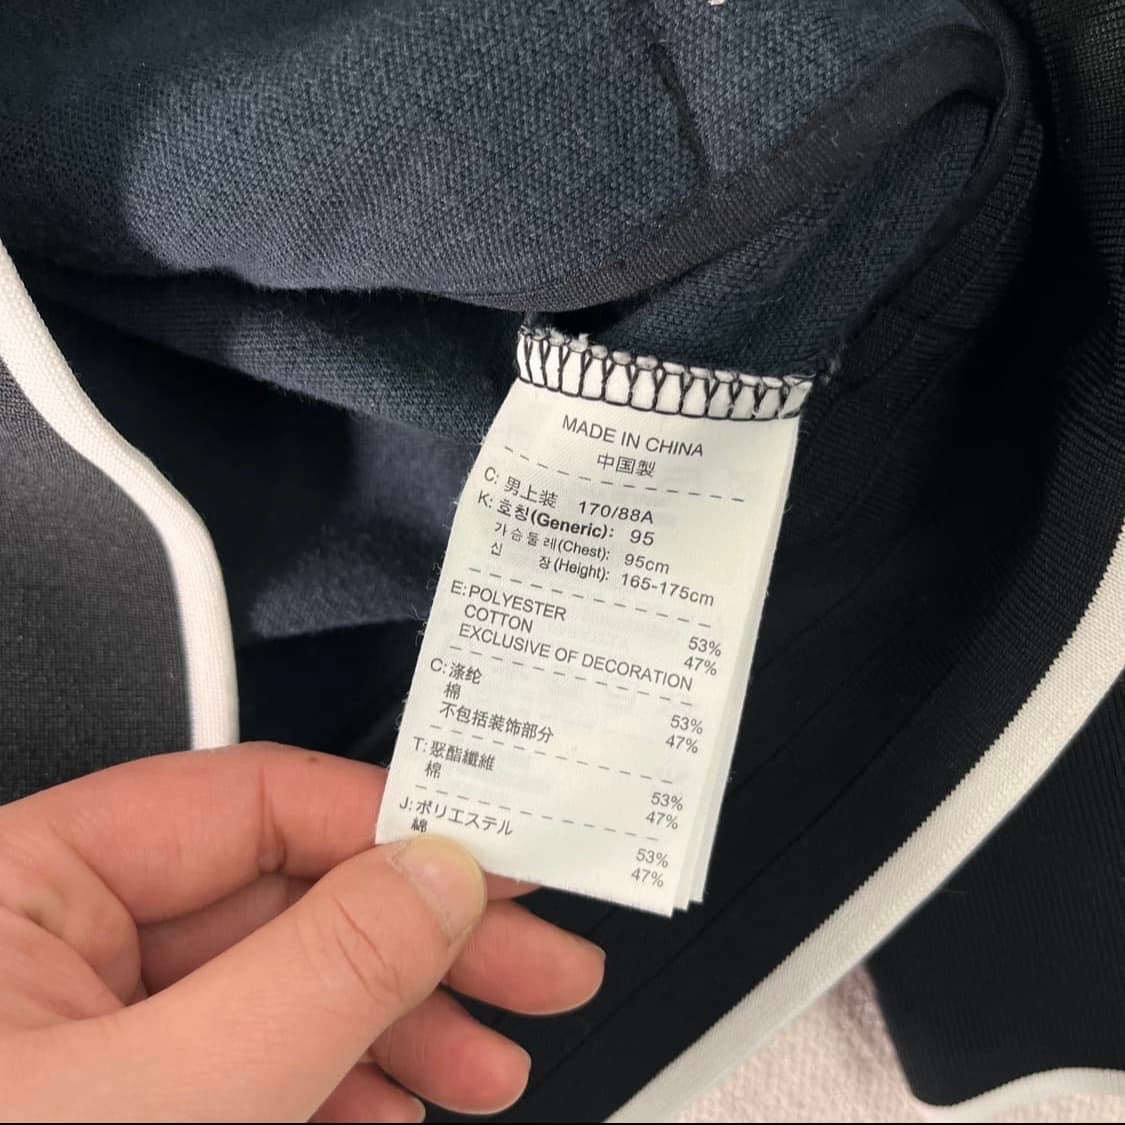 MADE IN CHINA
中国製
C: 男上装 170/88A
K: 호칭(Generic): 95
가슴둘레(Chest): 95cm
신 장(Height): 165-175cm
E: POLYESTER 53%
COTTON 47%
EXCLUSIVE OF DECORATION
C: 涤纶 53%
棉 47%
不包括装饰部分
T: 聚酯纖維 53%
棉 47%
J: ポリエステル 53%
綿 47%